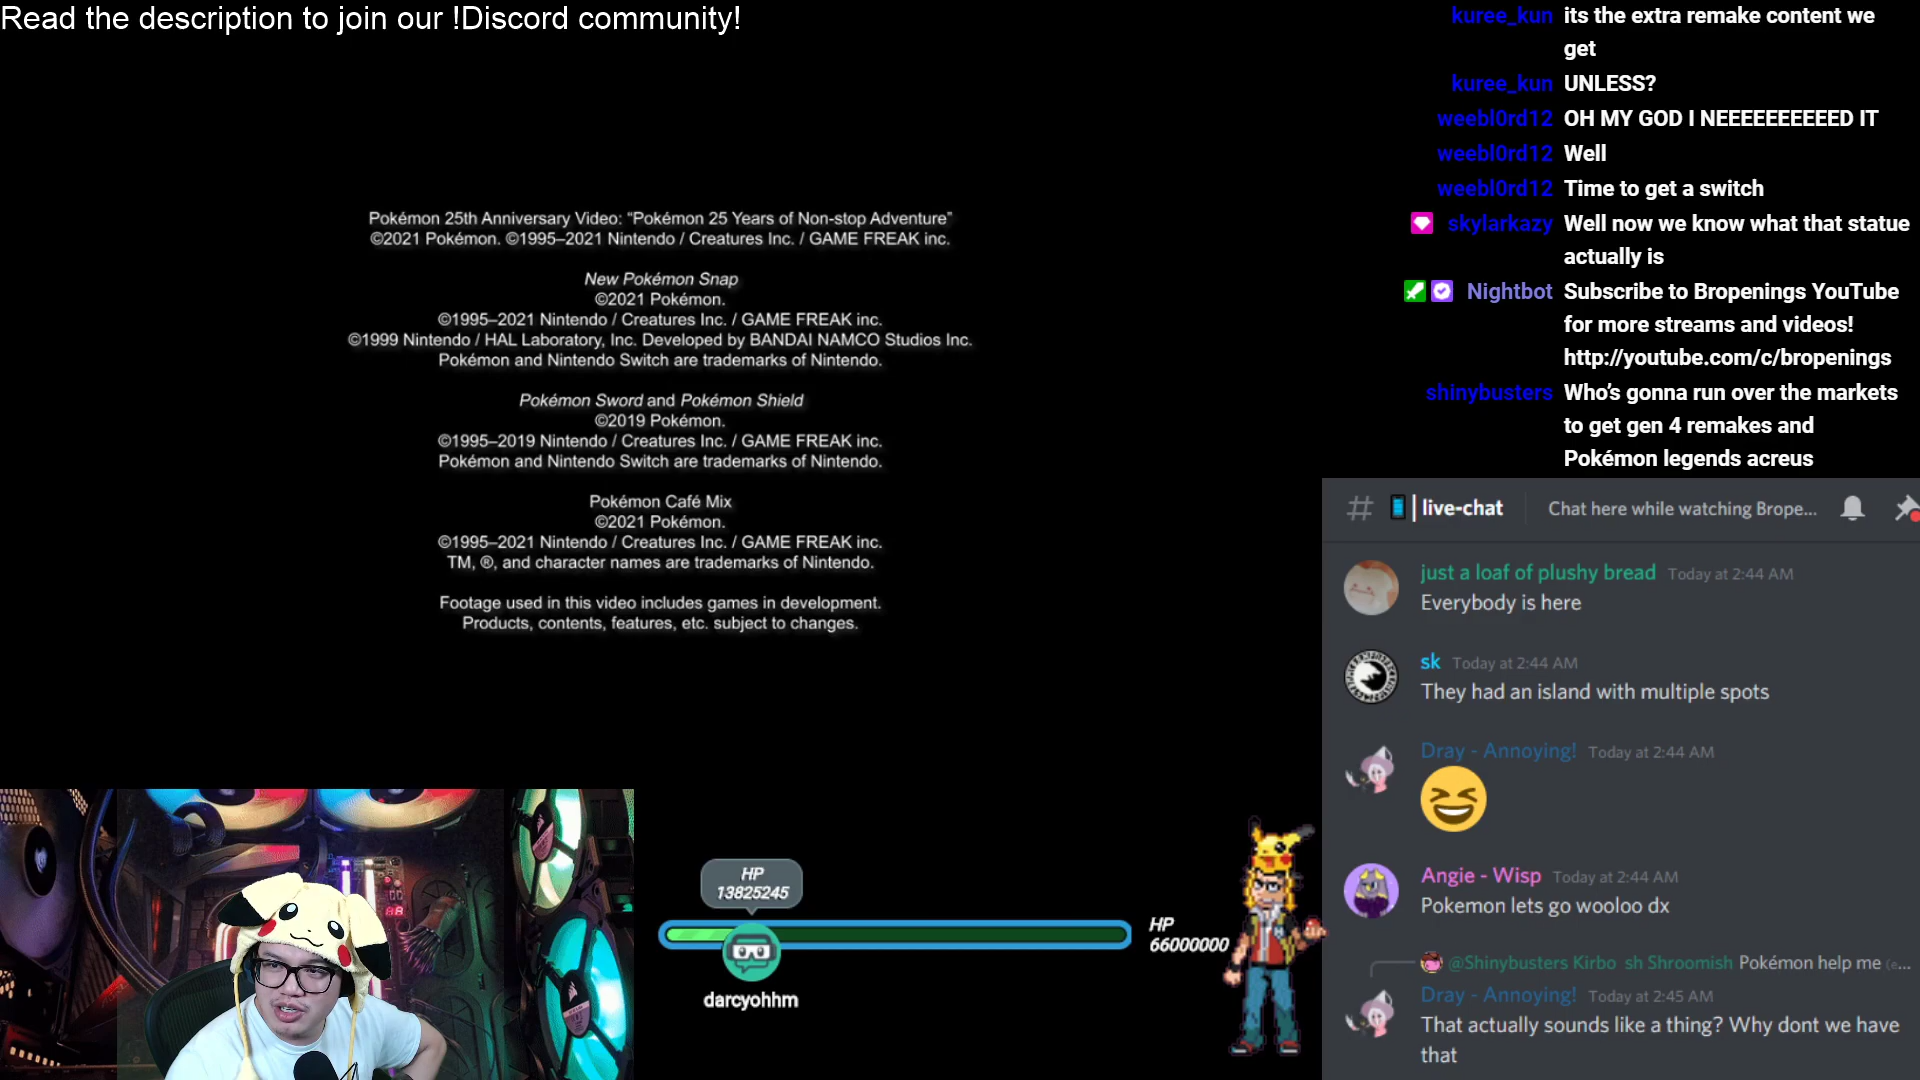 Read the description to join our !Discord community!
Pokémon 25th Anniversary Video: “Pokémon 25 Years of Non-stop Adventure”
©2021 Pokémon. ©1995–2021 Nintendo / Creatures Inc. / GAME FREAK inc.
New Pokémon Snap
©2021 Pokémon.
©1995–2021 Nintendo / Creatures Inc. / GAME FREAK inc.
©1999 Nintendo / HAL Laboratory, Inc. Developed by BANDAI NAMCO Studios Inc.
Pokémon and Nintendo Switch are trademarks of Nintendo.
Pokémon Sword and Pokémon Shield
©2019 Pokémon.
©1995–2019 Nintendo / Creatures Inc. / GAME FREAK inc.
Pokémon and Nintendo Switch are trademarks of Nintendo.
Pokémon Café Mix
©2021 Pokémon.
©1995–2021 Nintendo / Creatures Inc. / GAME FREAK inc.
TM, ®, and character names are trademarks of Nintendo.
Footage used in this video includes games in development.
Products, contents, features, etc. subject to changes.
HP
13825245
HP
66000000
darcyohhm
kuree_kun its the extra remake content we
get
kuree_kun UNLESS?
weebl0rd12 OH MY GOD I NEEEEEEEEEED IT
weebl0rd12 Well
weebl0rd12 Time to get a switch
skylarkazy Well now we know what that statue
actually is
Nightbot Subscribe to Bropenings YouTube
for more streams and videos!
http://youtube.com/c/bropenings
shinybusters Who’s gonna run over the markets
to get gen 4 remakes and
Pokémon legends acreus
# | live-chat Chat here while watching Brope...
just a loaf of plushy bread Today at 2:44 AM
Everybody is here
sk Today at 2:44 AM
They had an island with multiple spots
Dray - Annoying! Today at 2:44 AM
Angie - Wisp Today at 2:44 AM
Pokemon lets go wooloo dx
@Shinybusters Kirbo sh Shroomish Pokémon help me (e...
Dray - Annoying! Today at 2:45 AM
That actually sounds like a thing? Why dont we have
that